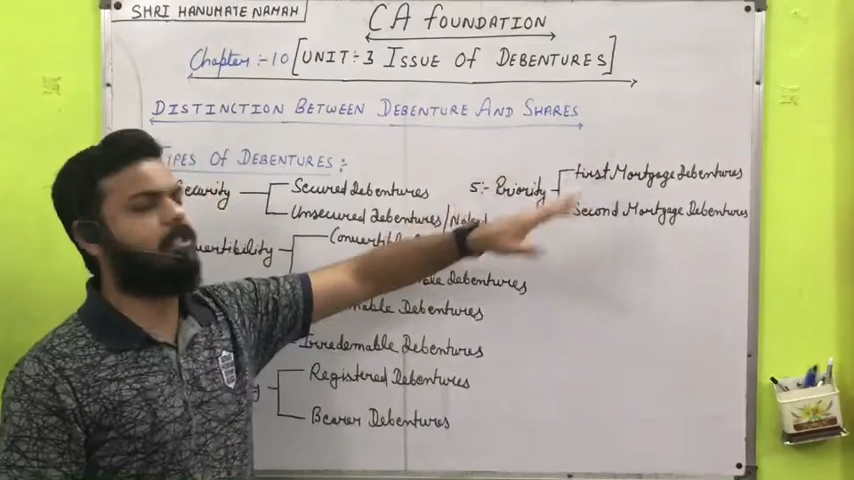 SHRI HANUMATE NAMAH
CA FOUNDATION
Chapter :- 10 [UNIT :- 3 ISSUE OF DEBENTURES]
DISTINCTION BETWEEN DEBENTURE AND SHARES
TYPES OF DEBENTURES :-
Security
Secured Debentures
Unsecured Debentures/Naked
Convertible
Debentures
Debentures
Irredeemable Debentures
Registered Debentures
Bearer Debentures
5:- Priority
First Mortgage Debentures
Second Mortgage Debentures